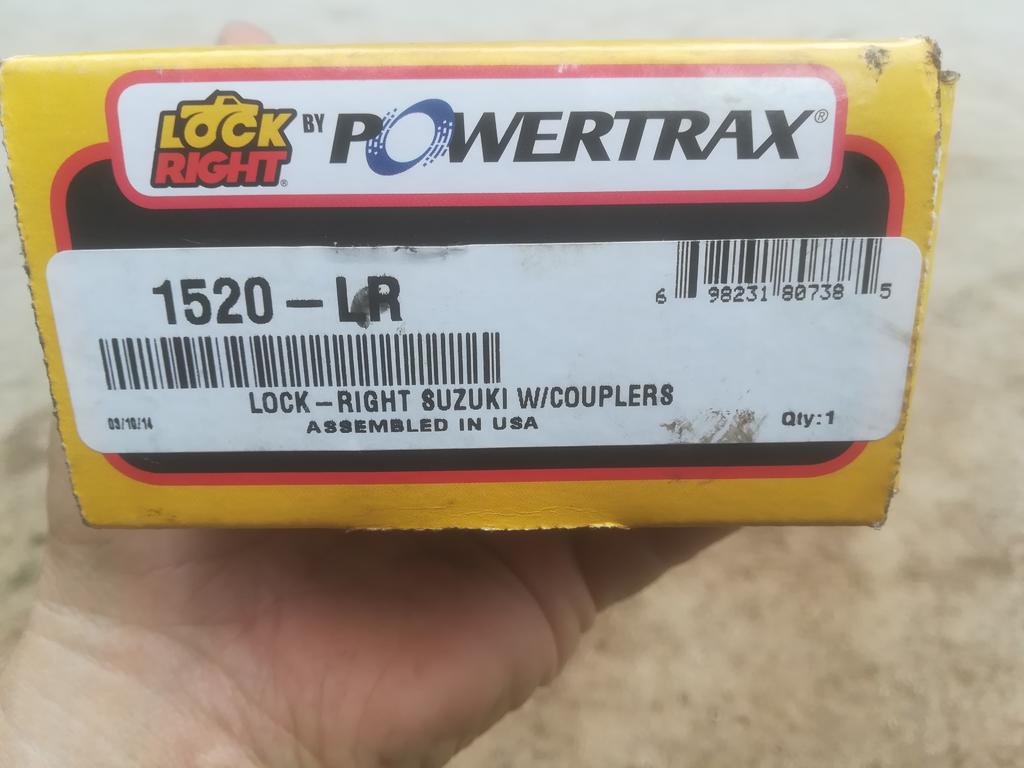 LOCK RIGHT® BY POWERTRAX®
1520-LR
6 98231 80738 5
LOCK-RIGHT SUZUKI W/COUPLERS
03/10/14
ASSEMBLED IN USA
Qty:1